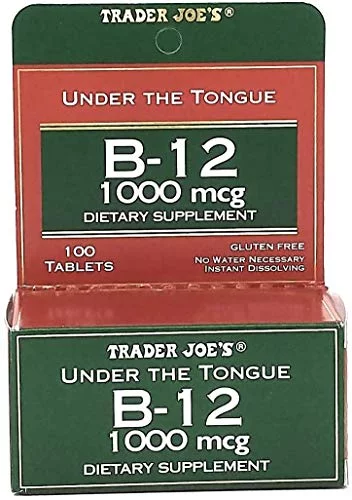 TRADER JOE'S®
UNDER THE TONGUE
B-12
1000 mcg
DIETARY SUPPLEMENT
100
TABLETS
GLUTEN FREE
NO WATER NECESSARY
INSTANT DISSOLVING
TRADER JOE'S®
UNDER THE TONGUE
B-12
1000 mcg
DIETARY SUPPLEMENT